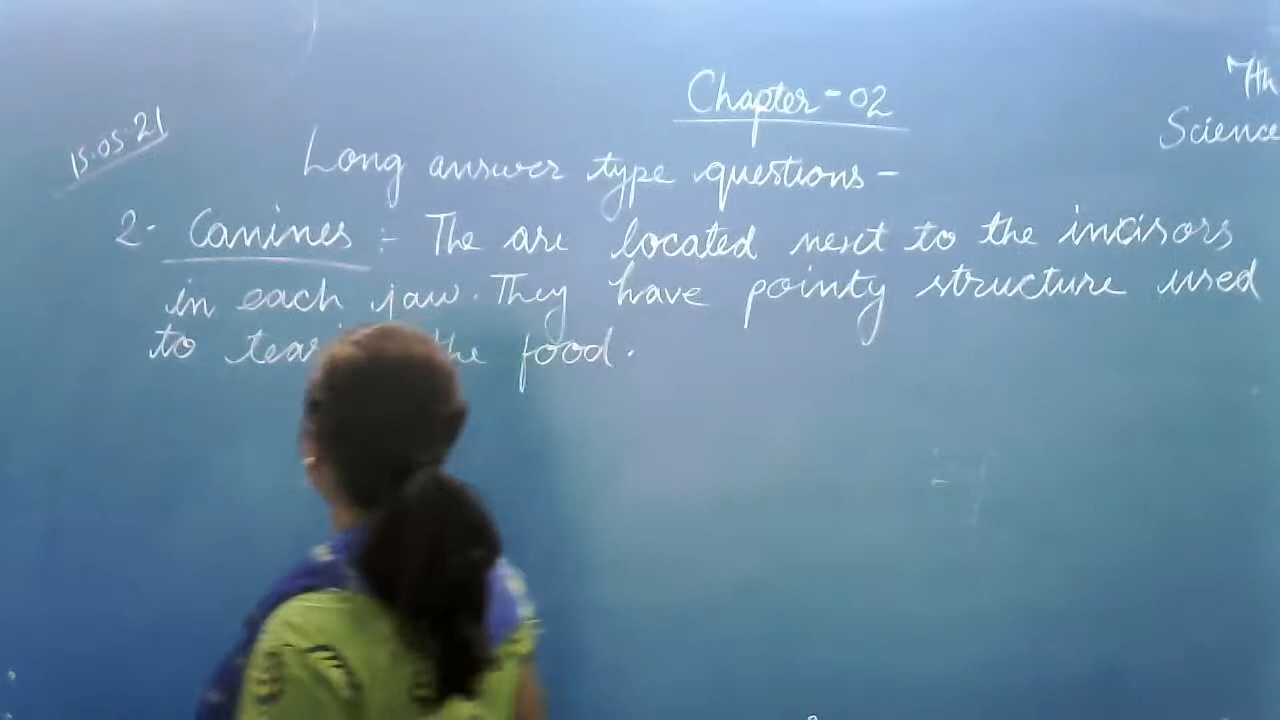 7th
Chapter - 02
Science
15.05.21
Long answer type questions -
2. Canines :- The are located next to the incisors
in each jaw. They have pointy structure used
to the food.